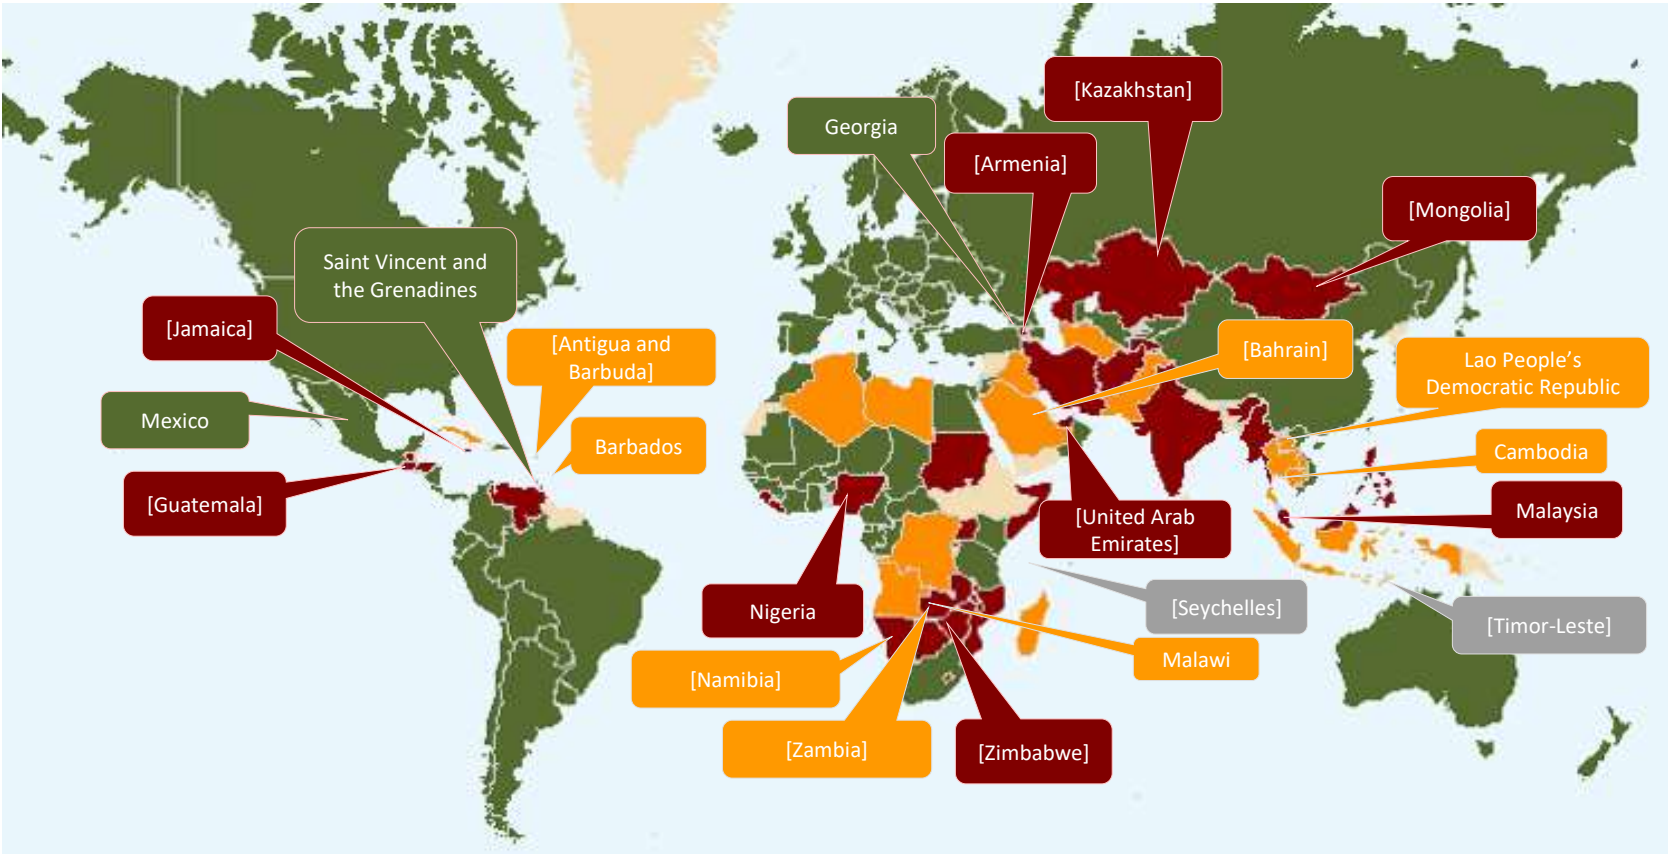 [Kazakhstan]
Georgia
[Armenia]
[Mongolia]
Saint Vincent and
the Grenadines
[Jamaica]
[Antigua and
Barbuda]
[Bahrain]
Lao People’s
Democratic Republic
Mexico
Barbados
Cambodia
[Guatemala]
Malaysia
[United Arab
Emirates]
Nigeria
[Seychelles]
[Timor-Leste]
Malawi
[Namibia]
[Zambia]
[Zimbabwe]